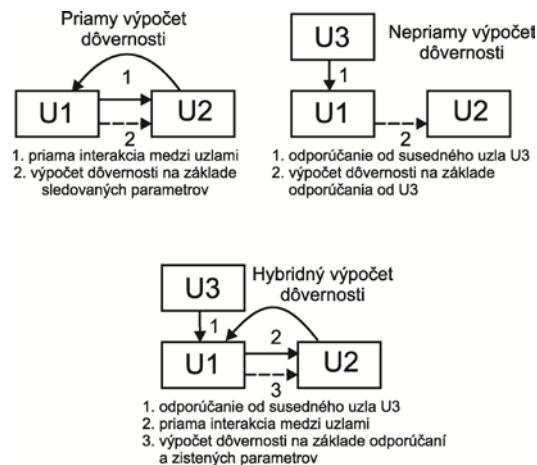 Priamy výpočet
dôvernosti
1
U1
U2
2
1. priama interakcia medzi uzlami
2. výpočet dôvernosti na základe
sledovaných parametrov
U3
Nepriamy výpočet
dôvernosti
1
U1
U2
2
1. odporúčanie od susedného uzla U3
2. výpočet dôvernosti na základe
odporúčania od U3
Hybridný výpočet
dôvernosti
U3
1
2
U1
U2
3
1. odporúčanie od susedného uzla U3
2. priama interakcia medzi uzlami
3. výpočet dôvernosti na základe odporúčaní
a zistených parametrov